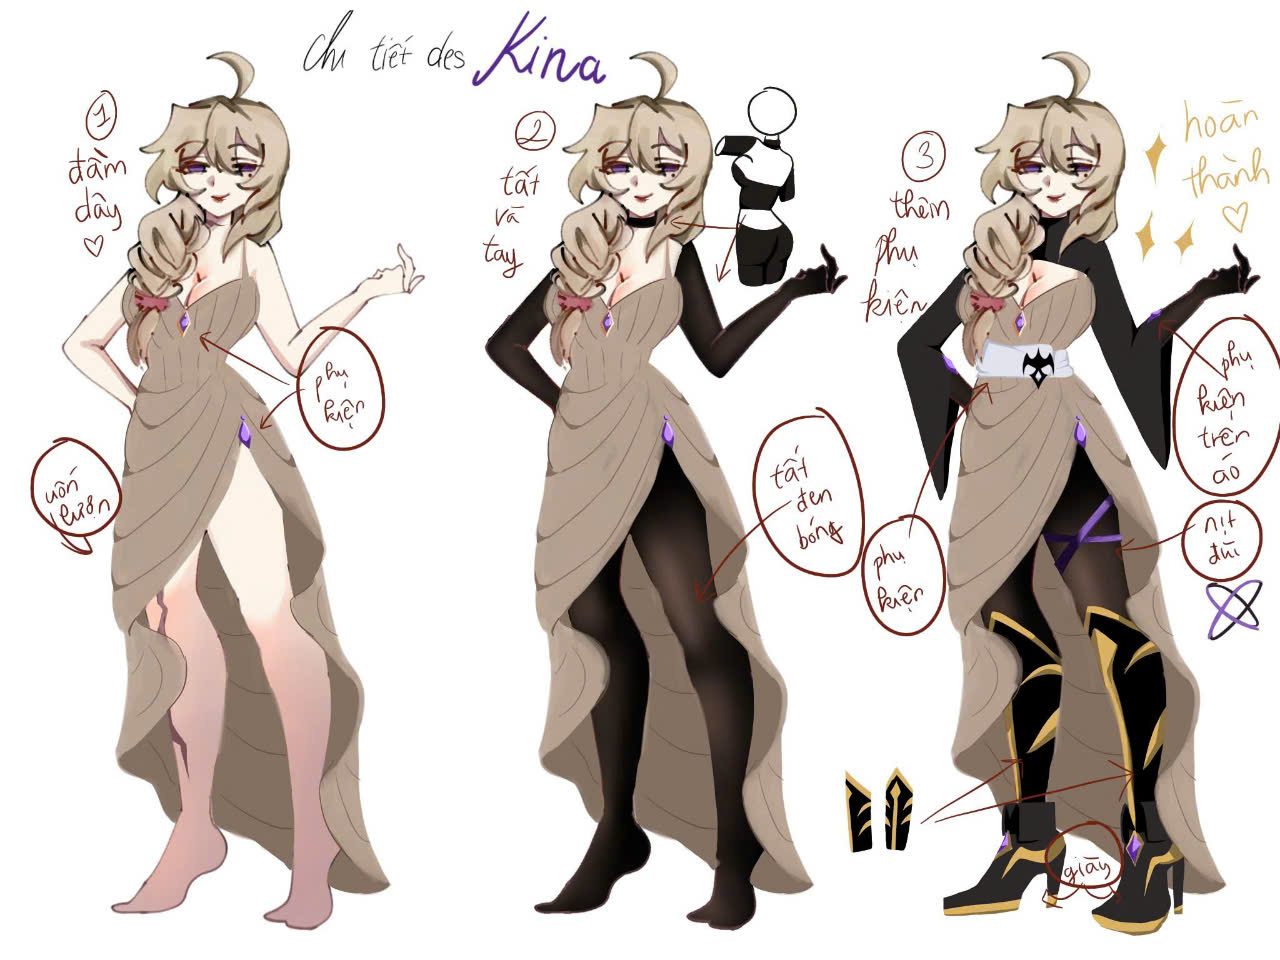 chi tiết des Kina
1
đầm
dây
♡
phụ
kiện
uốn
lượn
2
tất
và
tay
tất
đen
bóng
3
thêm
phụ
kiện
hoàn
thành
♡
phụ
kiện
trên
áo
phụ
kiện
nịt
đùi
giày